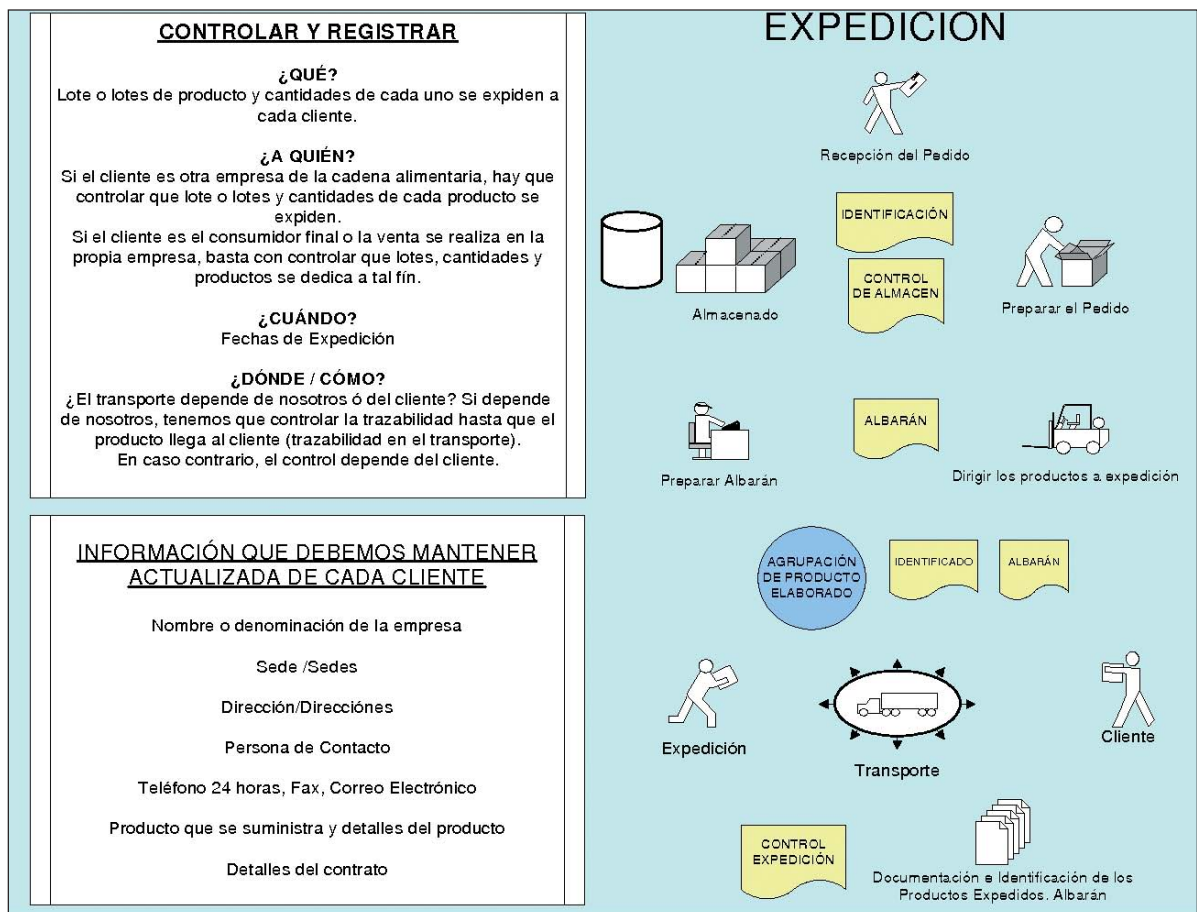 CONTROLAR Y REGISTRAR
¿QUÉ?
Lote o lotes de producto y cantidades de cada uno se expiden a
cada cliente.
¿A QUIÉN?
Si el cliente es otra empresa de la cadena alimentaria, hay que
controlar que lote o lotes y cantidades de cada producto se
expiden.
Si el cliente es el consumidor final o la venta se realiza en la
propia empresa, basta con controlar que lotes, cantidades y
productos se dedica a tal fín.
¿CUÁNDO?
Fechas de Expedición
¿DÓNDE / CÓMO?
¿El transporte depende de nosotros ó del cliente? Si depende
de nosotros, tenemos que controlar la trazabilidad hasta que el
producto llega al cliente (trazabilidad en el transporte).
En caso contrario, el control depende del cliente.
INFORMACIÓN QUE DEBEMOS MANTENER
ACTUALIZADA DE CADA CLIENTE
Nombre o denominación de la empresa
Sede /Sedes
Dirección/Direcciónes
Persona de Contacto
Teléfono 24 horas, Fax, Correo Electrónico
Producto que se suministra y detalles del producto
Detalles del contrato
EXPEDICION
Recepción del Pedido
IDENTIFICACIÓN
CONTROL
DE ALMACEN
Almacenado
Preparar el Pedido
ALBARÁN
Preparar Albarán
Dirigir los productos a expedición
AGRUPACIÓN
DE PRODUCTO
ELABORADO
IDENTIFICADO
ALBARÁN
Expedición
Transporte
Cliente
CONTROL
EXPEDICIÓN
Documentación e Identificación de los
Productos Expedidos. Albarán